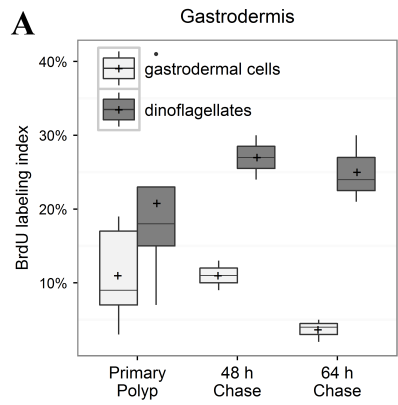 A
Gastrodermis
gastrodermal cells
dinoflagellates
BrdU labeling index
40%
30%
20%
10%
Primary
Polyp
48 h
Chase
64 h
Chase